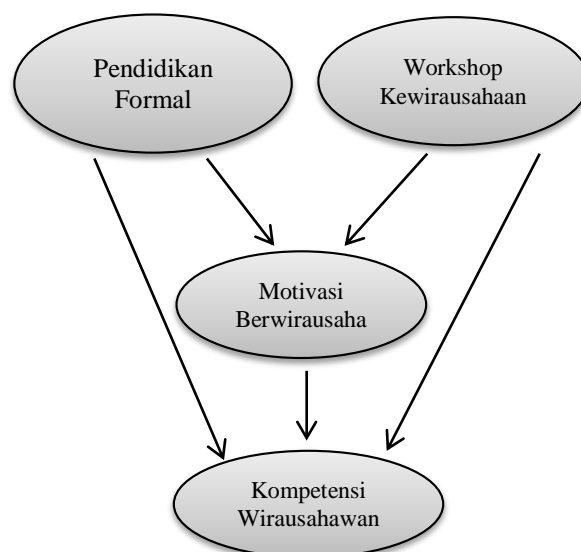 Pendidikan
Formal
Workshop
Kewirausahaan
Motivasi
Berwirausaha
Kompetensi
Wirausahawan